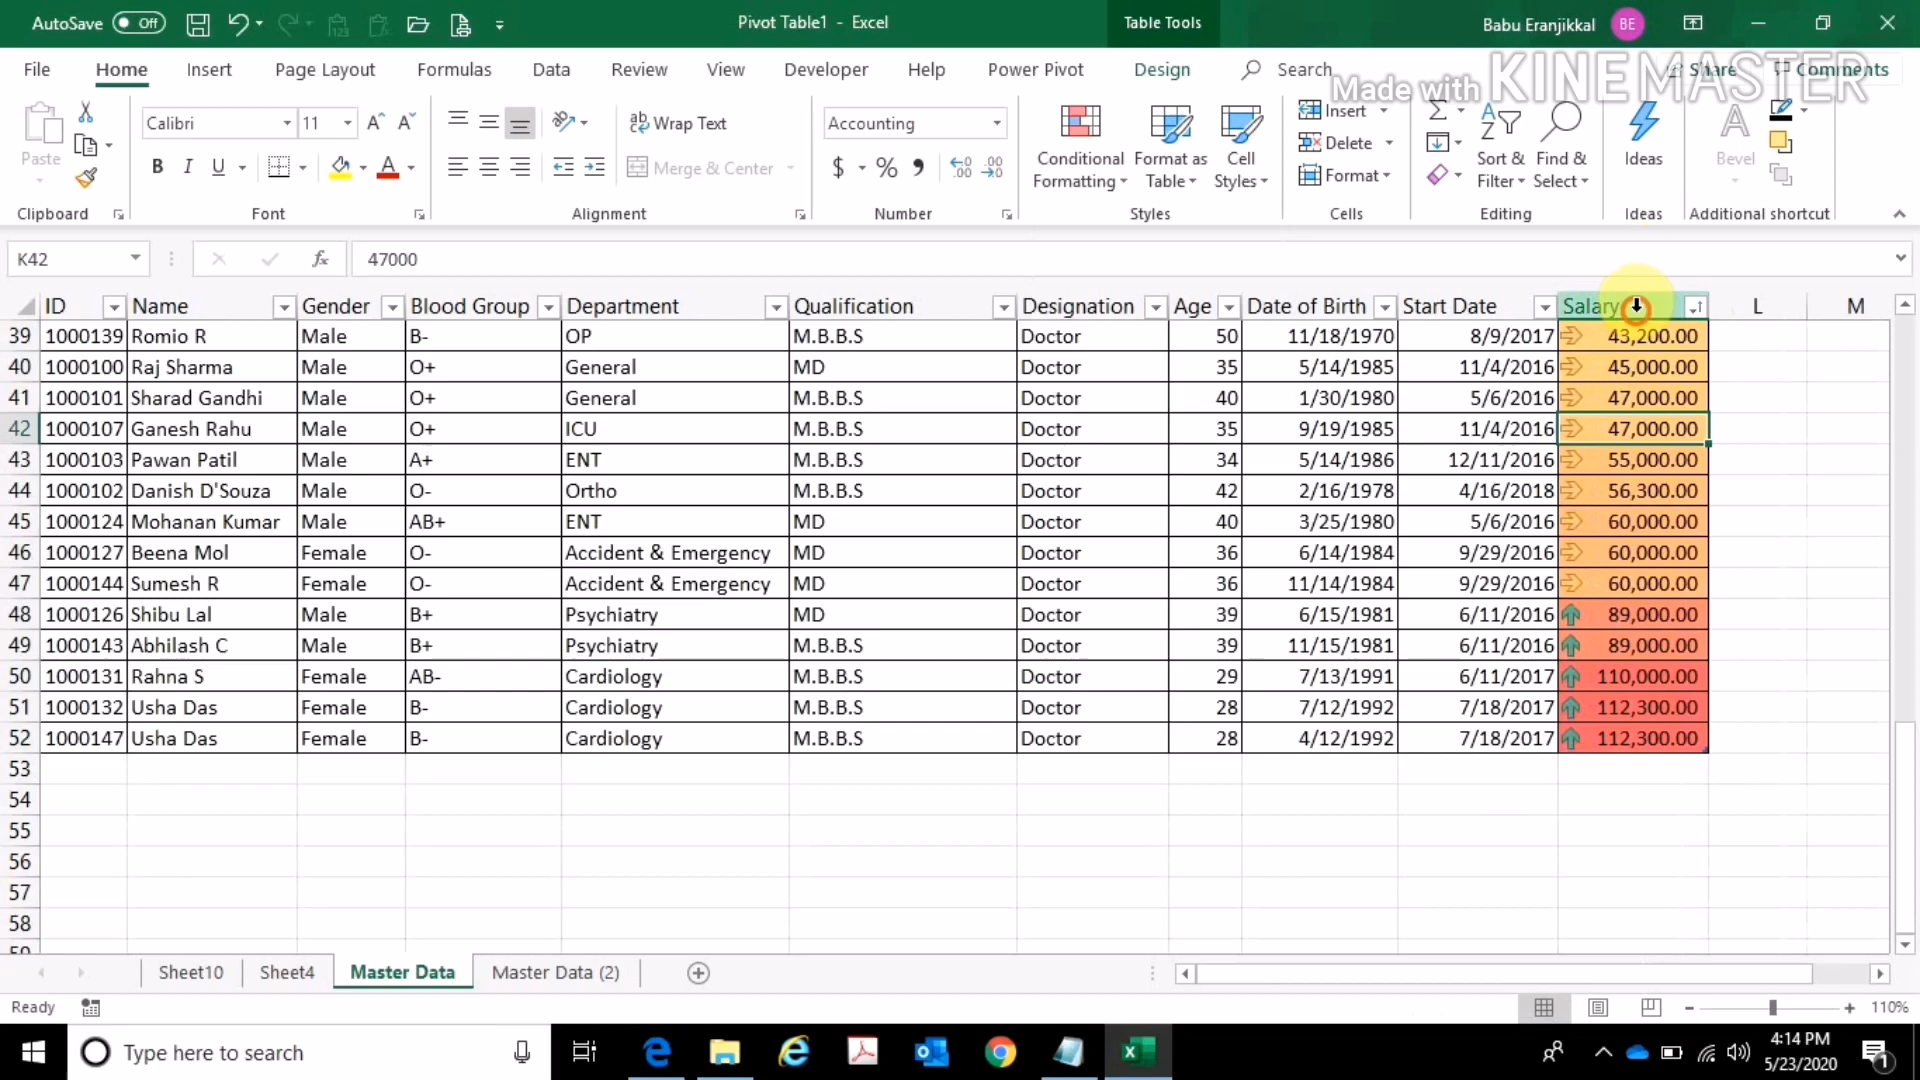 AutoSave Off Pivot Table1 - Excel Table Tools Babu Eranjikkal BE
File Home Insert Page Layout Formulas Data Review View Developer Help Power Pivot Design Search Share Comments
Made with KINEMASTER
Paste Calibri 11 Wrap Text Accounting Insert
B I U Merge & Center $ % Conditional Formatting Format as Table Cell Styles Delete Format Sort & Filter Find & Select Ideas Bevel
Clipboard Font Alignment Number Styles Cells Editing Ideas Additional shortcut
K42 fx 47000
ID Name Gender Blood Group Department Qualification Designation Age Date of Birth Start Date Salary L M
39 1000139 Romio R Male B- OP M.B.B.S Doctor 50 11/18/1970 8/9/2017 43,200.00
40 1000100 Raj Sharma Male O+ General MD Doctor 35 5/14/1985 11/4/2016 45,000.00
41 1000101 Sharad Gandhi Male O+ General M.B.B.S Doctor 40 1/30/1980 5/6/2016 47,000.00
42 1000107 Ganesh Rahu Male O+ ICU M.B.B.S Doctor 35 9/19/1985 11/4/2016 47,000.00
43 1000103 Pawan Patil Male A+ ENT M.B.B.S Doctor 34 5/14/1986 12/11/2016 55,000.00
44 1000102 Danish D'Souza Male O- Ortho M.B.B.S Doctor 42 2/16/1978 4/16/2018 56,300.00
45 1000124 Mohanan Kumar Male AB+ ENT MD Doctor 40 3/25/1980 5/6/2016 60,000.00
46 1000127 Beena Mol Female O- Accident & Emergency MD Doctor 36 6/14/1984 9/29/2016 60,000.00
47 1000144 Sumesh R Female O- Accident & Emergency MD Doctor 36 11/14/1984 9/29/2016 60,000.00
48 1000126 Shibu Lal Male B+ Psychiatry MD Doctor 39 6/15/1981 6/11/2016 89,000.00
49 1000143 Abhilash C Male B+ Psychiatry M.B.B.S Doctor 39 11/15/1981 6/11/2016 89,000.00
50 1000131 Rahna S Female AB- Cardiology M.B.B.S Doctor 29 7/13/1991 6/11/2017 110,000.00
51 1000132 Usha Das Female B- Cardiology M.B.B.S Doctor 28 7/12/1992 7/18/2017 112,300.00
52 1000147 Usha Das Female B- Cardiology M.B.B.S Doctor 28 4/12/1992 7/18/2017 112,300.00
53
54
55
56
57
58
Sheet10 Sheet4 Master Data Master Data (2)
Ready 110%
Type here to search 4:14 PM
5/23/2020 1